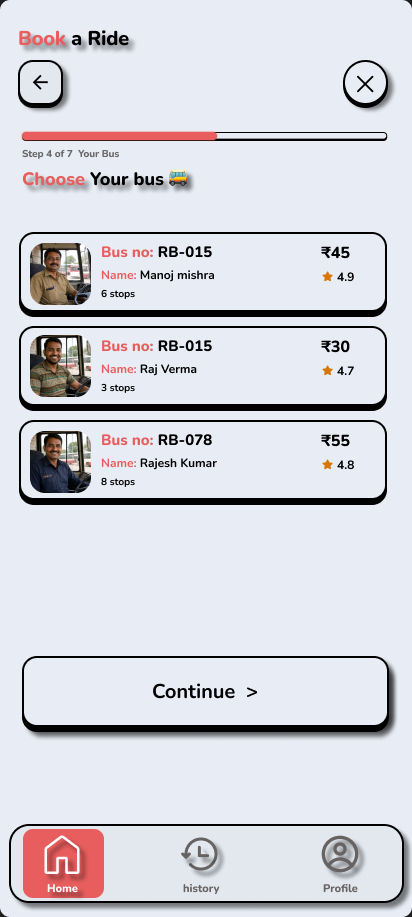 Book a Ride
Step 4 of 7 Your Bus
Choose Your bus
Bus no: RB-015
₹45
Name: Manoj mishra
4.9
6 stops
Bus no: RB-015
₹30
Name: Raj Verma
4.7
3 stops
Bus no: RB-078
₹55
Name: Rajesh Kumar
4.8
8 stops
Continue >
Home
history
Profile